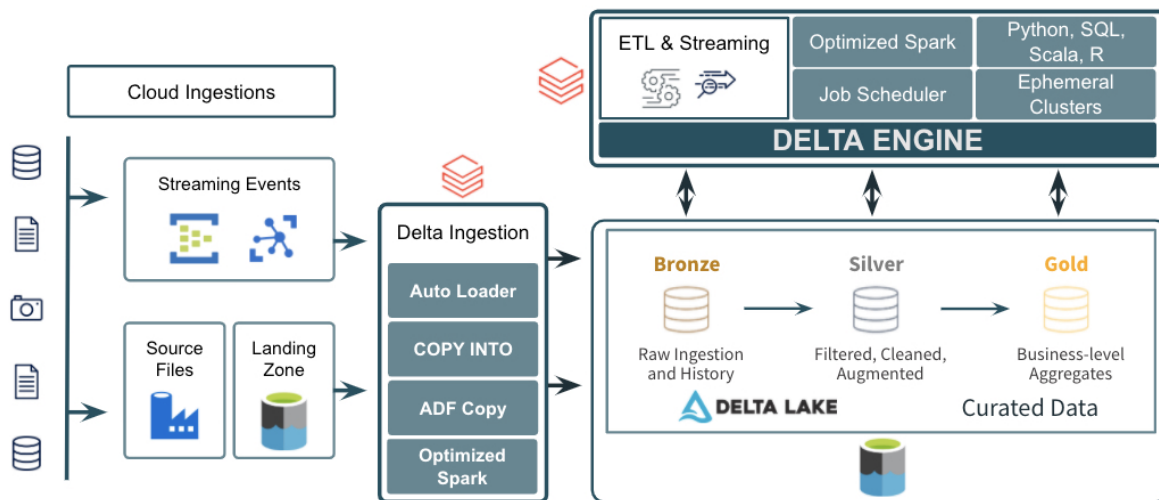 Cloud Ingestions
Streaming Events
Source
Files
Landing
Zone
Delta Ingestion
Auto Loader
COPY INTO
ADF Copy
Optimized
Spark
ETL & Streaming
Optimized Spark
Python, SQL,
Scala, R
Job Scheduler
Ephemeral
Clusters
DELTA ENGINE
Bronze
Silver
Gold
Raw Ingestion
and History
Filtered, Cleaned,
Augmented
Business-level
Aggregates
DELTA LAKE
Curated Data